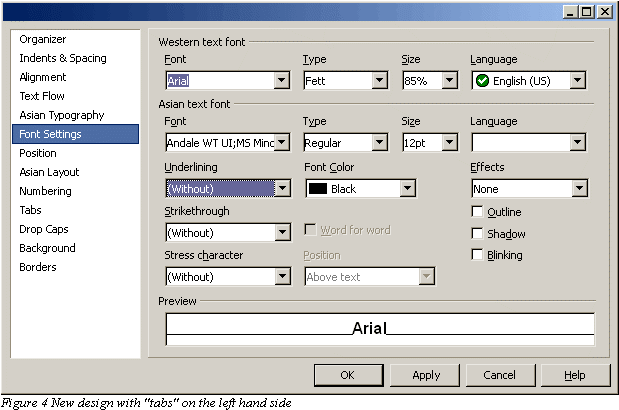 Organizer
Indents & Spacing
Alignment
Text Flow
Asian Typography
Font Settings
Position
Asian Layout
Numbering
Tabs
Drop Caps
Background
Borders
Western text font
Font Type Size Language
Arial Fett 85% English (US)
Asian text font
Font Type Size Language
Andale WT UI;MS Minc Regular 12pt
Underlining Font Color Effects
(Without) Black None
Strikethrough Outline
(Without) Word for word Shadow
Stress character Position Blinking
(Without) Above text
Preview
Arial
OK Apply Cancel Help
Figure 4 New design with "tabs" on the left hand side